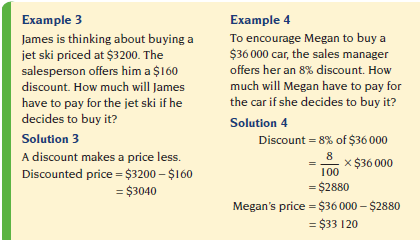 Example 3
James is thinking about buying a
jet ski priced at $3200. The
salesperson offers him a $160
discount. How much will James
have to pay for the jet ski if he
decides to buy it?
Solution 3
A discount makes a price less.
Discounted price = $3200 – $160
= $3040
Example 4
To encourage Megan to buy a
$36 000 car, the sales manager
offers her an 8% discount. How
much will Megan have to pay for
the car if she decides to buy it?
Solution 4
Discount = 8% of $36 000
= 8/100 × $36 000
= $2880
Megan's price = $36 000 – $2880
= $33 120